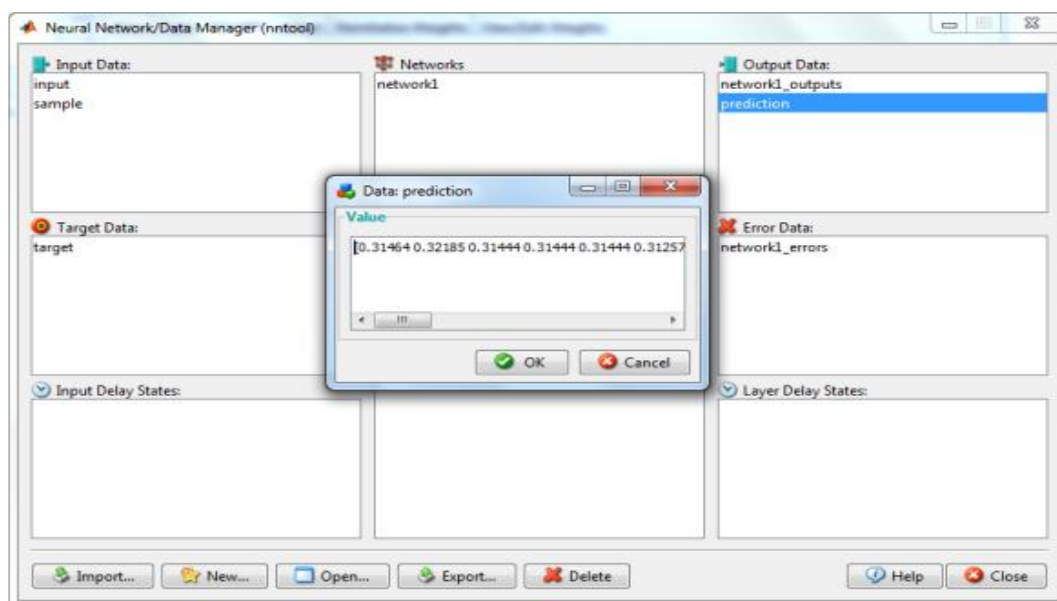 Neural Network/Data Manager (nntool)
Input Data:
input
sample
Networks
network1
Output Data:
network1_outputs
prediction
Data: prediction
Value
[0.31464 0.32185 0.31444 0.31444 0.31444 0.31257
OK
Cancel
Target Data:
target
Error Data:
network1_errors
Input Delay States:
Layer Delay States:
Import...
New...
Open...
Export...
Delete
Help
Close